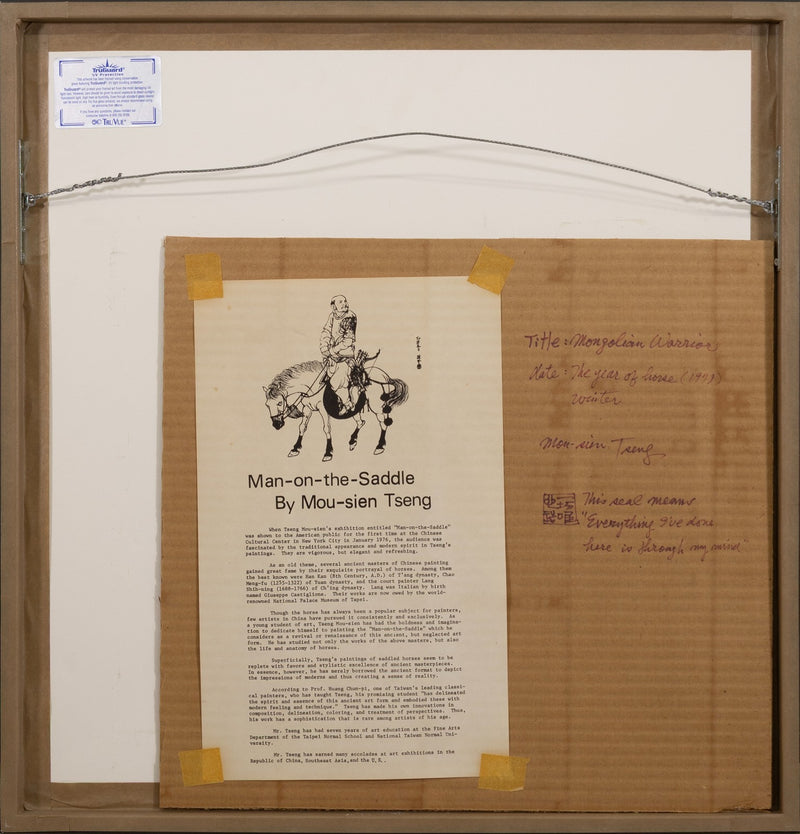 TruGuard®
UV Protection
TRU VUE®
Man-on-the-Saddle
By Mou-sien Tseng
When Tseng Mou-sien's exhibition entitled "Man-on-the-Saddle"
was shown to the American public for the first time at the Chinese
Cultural Center in New York City in January 1976, the audience was
fascinated by the traditional appearance and modern spirit in Tseng's
paintings. They are vigorous, but elegant and refreshing.
As an old theme, several ancient masters of Chinese painting
gained great fame by their exquisite portrayal of horses. Among them
the best known were Han Kan (8th Century, A.D.) of T'ang dynasty, Chao
Meng-fu (1275-1322) of Yuan dynasty, and the court painter Lang
Shih-ning (1688-1766) of Ch'ing dynasty. Lang was Italian by birth
named Giuseppe Castiglione. Their works are now owned by the world-
renowned National Palace Museum of Taipei.
Though the horse has always been a popular subject for painters,
few artists in China have pursued it consistently and exclusively. As
a young student of art, Tseng Mou-sien has had the boldness and imagina-
tion to dedicate himself to painting the "Man-on-the-Saddle" which he
considers as a revival or renaissance of this ancient, but neglected art
form. He has studied not only the works of the above masters, but also
the life and anatomy of horses.
Superficially, Tseng's paintings of saddled horses seem to be
replete with favors and stylistic excellence of ancient masterpieces.
In essence, however, he has merely borrowed the ancient format to depict
the impressions of moderns and thus creating a sense of reality.
According to Prof. Huang Chun-pi, one of Taiwan's leading classi-
cal painters, who has taught Tseng, his promising student "has delineated
the spirit and essence of this ancient art form and embodied these with
modern feeling and technique." Tseng has made his own innovations in
composition, delineation, coloring, and treatment of perspectives. Thus,
his work has a sophistication that is rare among artists of his age.
Mr. Tseng has had seven years of art education at the Fine Arts
Department of the Taipei Normal School and National Taiwan Normal Uni-
versity.
Mr. Tseng has earned many accolades at art exhibitions in the
Republic of China, Southeast Asia, and the U.S..
Title: Mongolian Warrior
date: The year of horse
winter
Mou-sien Tseng
This seal means
"Everything I've done
here is through my mind"